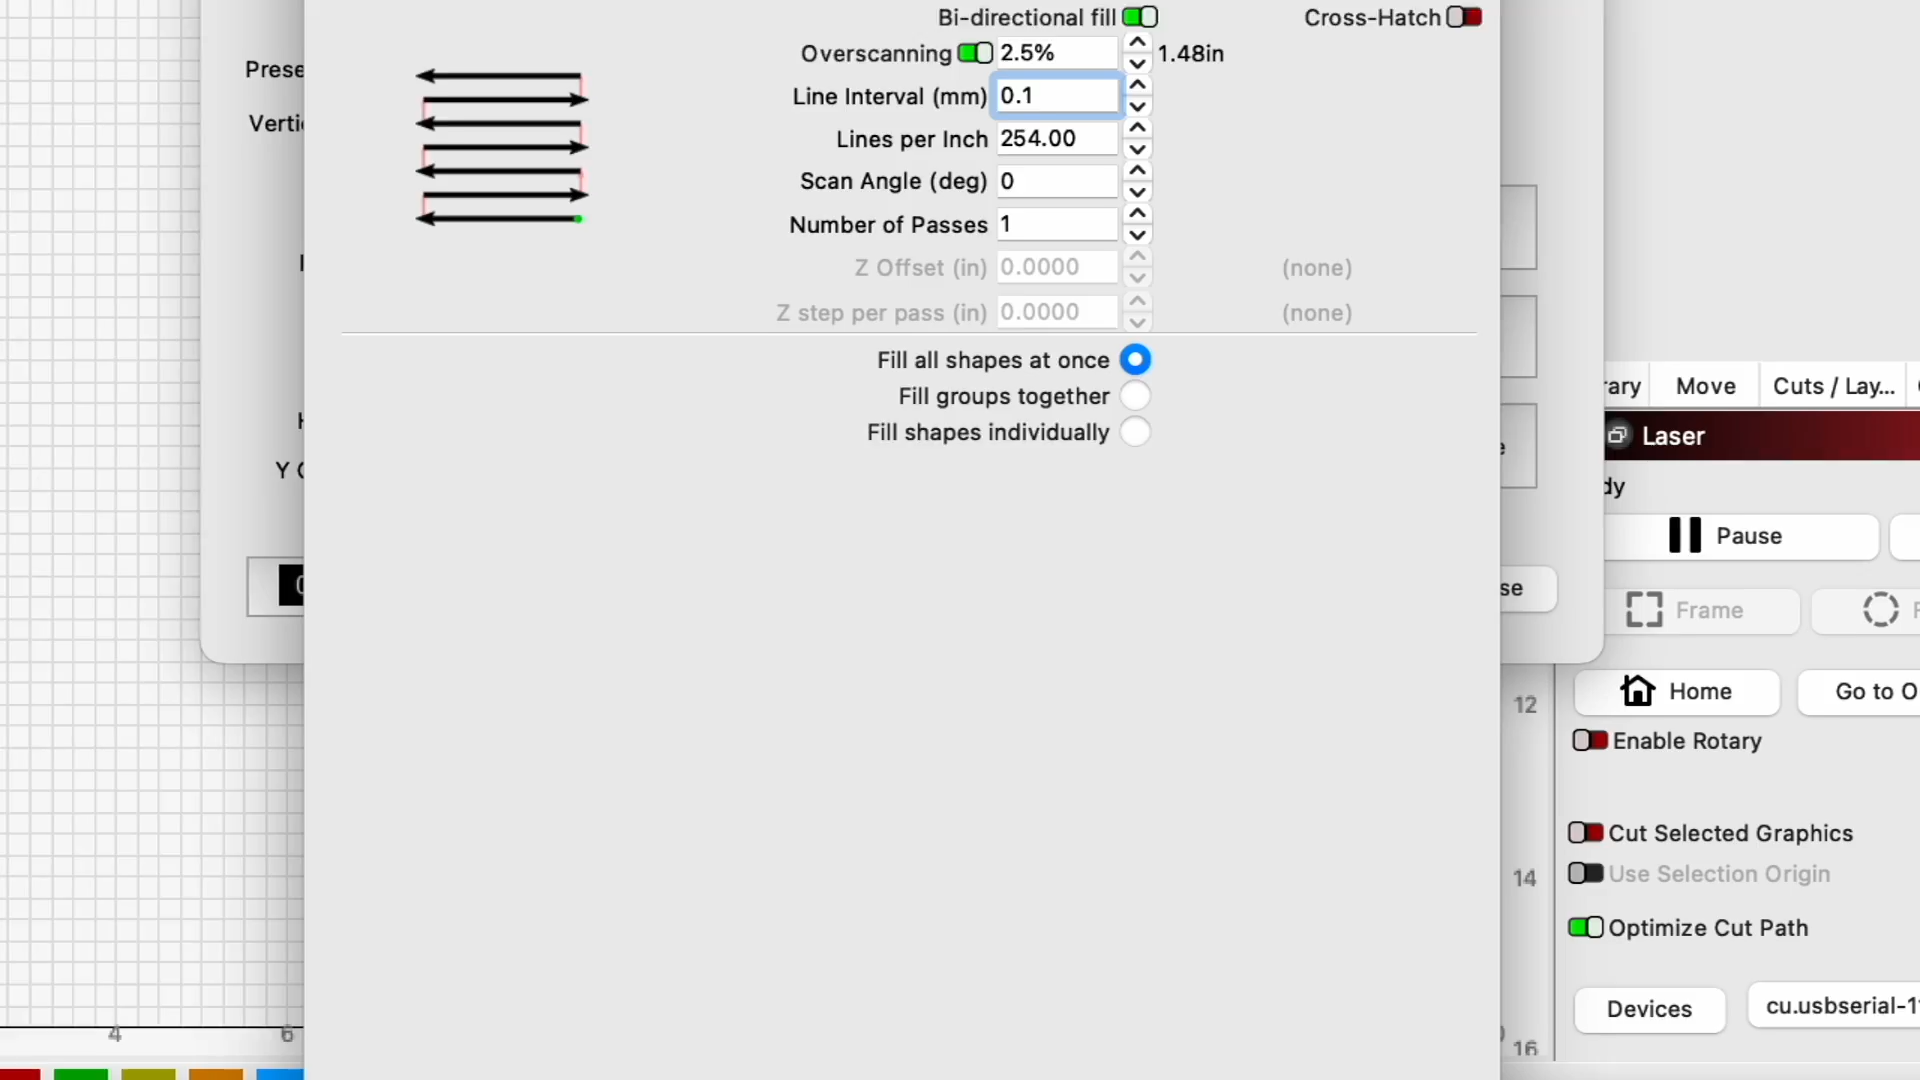 Bi-directional fill
Cross-Hatch
Overscanning 2.5% 1.48in
Prese
Line Interval (mm) 0.1
Verti
Lines per Inch 254.00
Scan Angle (deg) 0
Number of Passes 1
Z Offset (in) 0.0000 (none)
Z step per pass (in) 0.0000 (none)
Fill all shapes at once
Fill groups together
Fill shapes individually
Y
rary Move Cuts / Lay...
Laser
dy
Pause
se
Frame
Home
Go to O
Enable Rotary
Cut Selected Graphics
Use Selection Origin
Optimize Cut Path
Devices
cu.usbserial-1
12
14
16
4 6